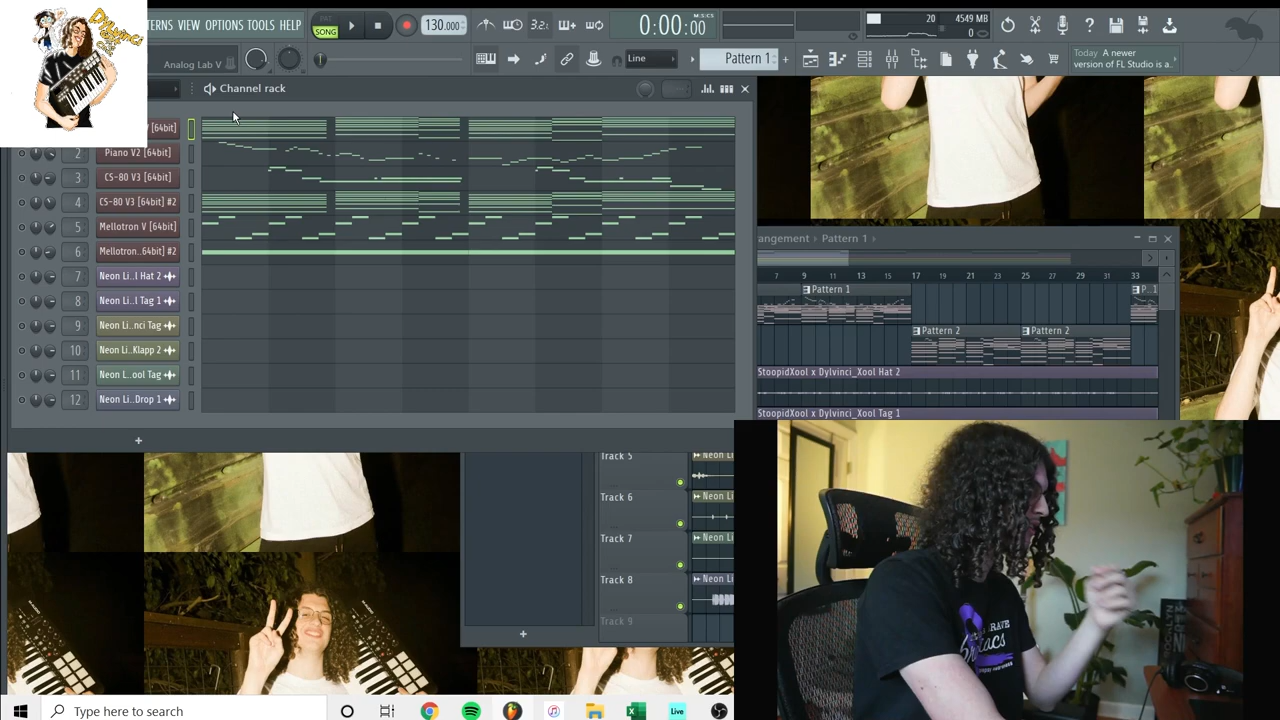 Dylvinci
TERNS VIEW OPTIONS TOOLS HELP
PAT
SONG
130.000
3.2.
0:00:00
M:S:CS
20
4549 MB
0
Analog Lab V
Line
Pattern 1
Today A newer
version of FL Studio is a..
Channel rack
V [64bit]
2 Piano V2 [64bit]
3 CS-80 V3 [64bit]
4 CS-80 V3 [64bit] #2
5 Mellotron V [64bit]
6 Mellotron..64bit] #2
7 Neon Li..l Hat 2
8 Neon Li..l Tag 1
9 Neon Li..nci Tag
10 Neon Li..Klapp 2
11 Neon L..ool Tag
12 Neon Li..Drop 1
+
angement Pattern 1
7 9 11 13 15 17 19 21 23 25 27 29 31 33
Pattern 1
P..1
Pattern 2
Pattern 2
StoopidXool x Dylvinci_Xool Hat 2
StoopidXool x Dylvinci_Xool Tag 1
Track 5
Neon Li
Track 6
Neon Li
Track 7
Neon Li
Track 8
Neon Li
Track 9
+
Type here to search
Live